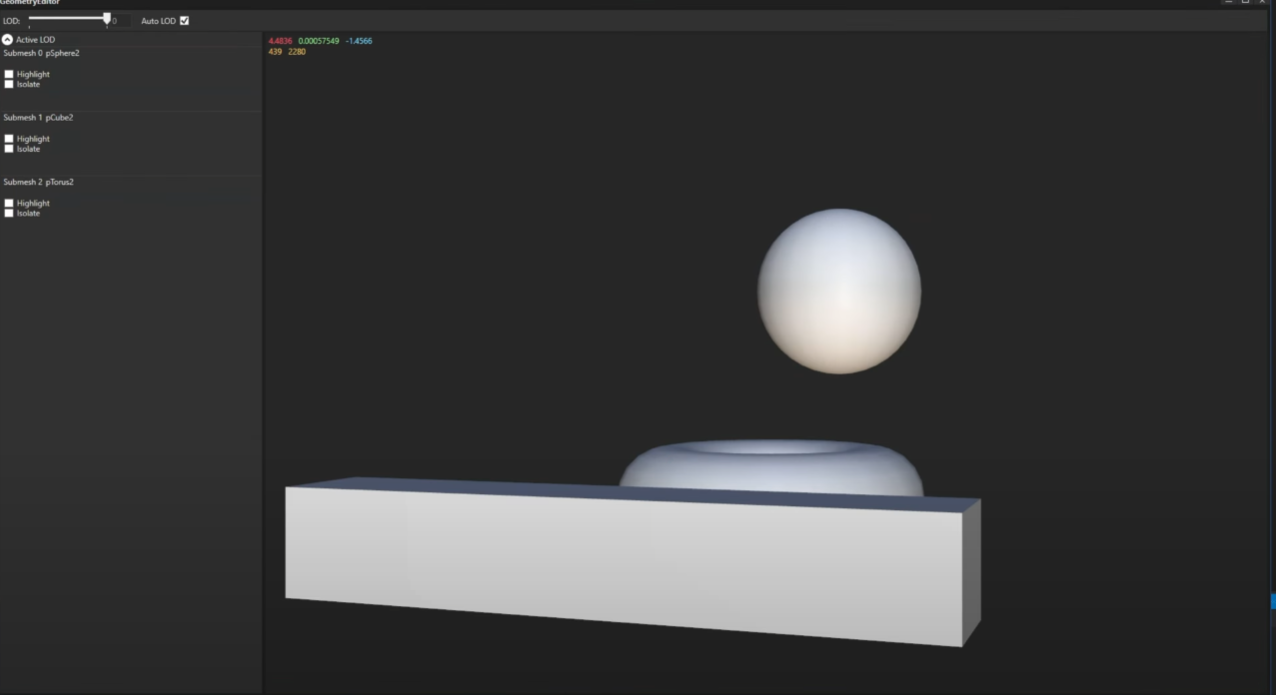 GeometryEditor
LOD: 0 Auto LOD
Active LOD
Submesh 0 pSphere2
Highlight
Isolate
Submesh 1 pCube2
Highlight
Isolate
Submesh 2 pTorus2
Highlight
Isolate
4.4836 0.00057549 -1.4566
439 2280